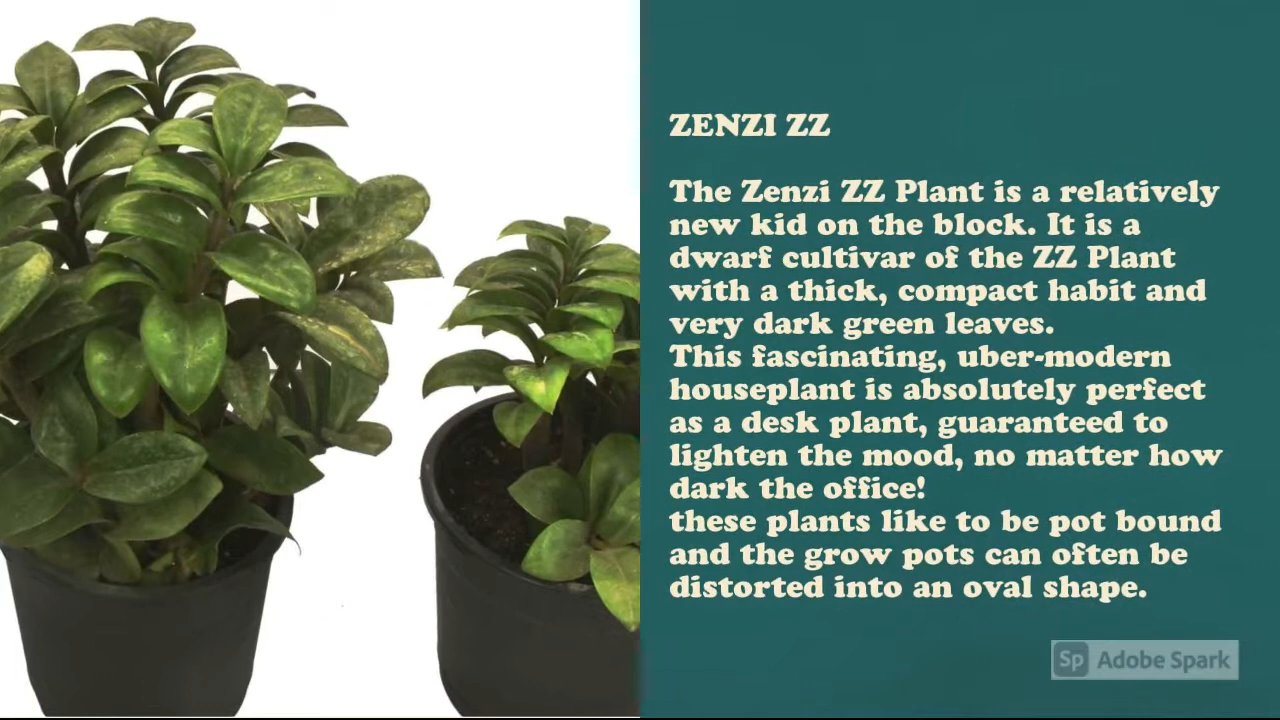 ZENZI ZZ
The Zenzi ZZ Plant is a relatively
new kid on the block. It is a
dwarf cultivar of the ZZ Plant
with a thick, compact habit and
very dark green leaves.
This fascinating, uber-modern
houseplant is absolutely perfect
as a desk plant, guaranteed to
lighten the mood, no matter how
dark the office!
these plants like to be pot bound
and the grow pots can often be
distorted into an oval shape.
Sp Adobe Spark